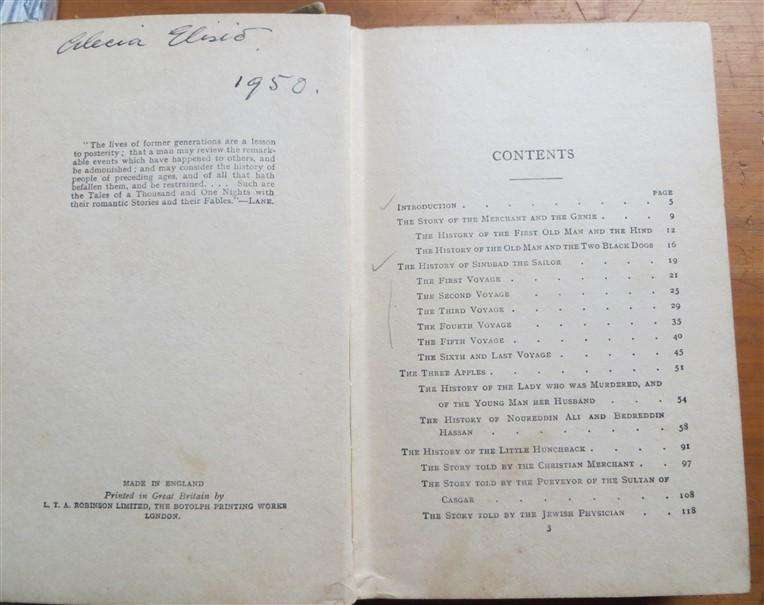 Alecia Elisio.
1950.
"The lives of former generations are a lesson
to posterity; that a man may review the remark-
able events which have happened to others, and
be admonished; and may consider the history of
people of preceding ages, and of all that hath
befallen them, and be restrained. . . . Such are
the Tales of a Thousand and One Nights with
their romantic Stories and their Fables."—LANE.
MADE IN ENGLAND
Printed in Great Britain by
L. T. A. ROBINSON LIMITED, THE BOTOLPH PRINTING WORKS
LONDON.
CONTENTS
PAGE
INTRODUCTION . . . . . . . . . 5
THE STORY OF THE MERCHANT AND THE GENIE . . . 9
THE HISTORY OF THE FIRST OLD MAN AND THE HIND 12
THE HISTORY OF THE OLD MAN AND THE TWO BLACK DOGS 16
THE HISTORY OF SINDBAD THE SAILOR . . . . 19
THE FIRST VOYAGE . . . . . . . 21
THE SECOND VOYAGE . . . . . . 25
THE THIRD VOYAGE . . . . . . . 29
THE FOURTH VOYAGE . . . . . . 35
THE FIFTH VOYAGE . . . . . . . 40
THE SIXTH AND LAST VOYAGE . . . . . 45
THE THREE APPLES . . . . . . . . 51
THE HISTORY OF THE LADY WHO WAS MURDERED, AND
OF THE YOUNG MAN HER HUSBAND . . . 54
THE HISTORY OF NOUREDDIN ALI AND BEDREDDIN
HASSAN . . . . . . . . 58
THE HISTORY OF THE LITTLE HUNCHBACK . . . . 91
THE STORY TOLD BY THE CHRISTIAN MERCHANT . . 97
THE STORY TOLD BY THE PURVEYOR OF THE SULTAN OF
CASGAR . . . . . . . . 108
THE STORY TOLD BY THE JEWISH PHYSICIAN . . 118
3